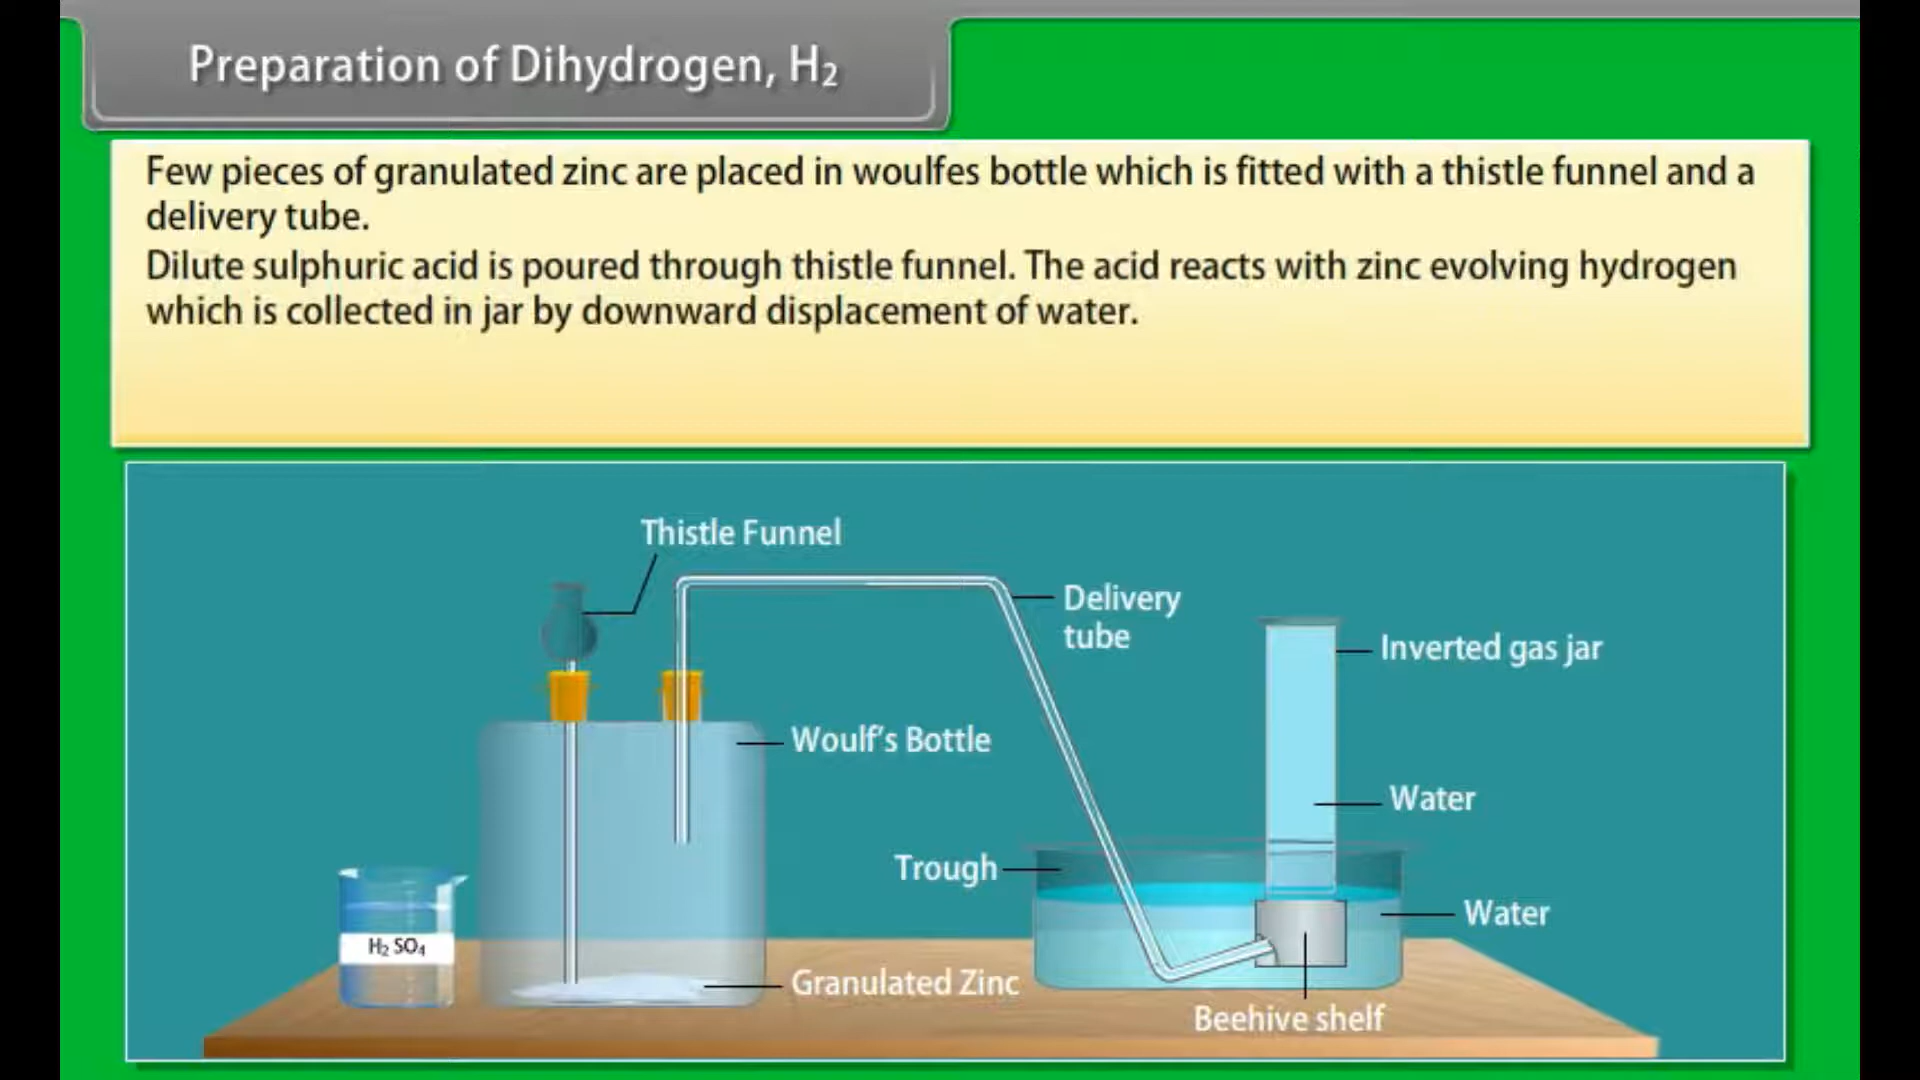 Preparation of Dihydrogen, H₂
Few pieces of granulated zinc are placed in woulfes bottle which is fitted with a thistle funnel and a
delivery tube.
Dilute sulphuric acid is poured through thistle funnel. The acid reacts with zinc evolving hydrogen
which is collected in jar by downward displacement of water.
Thistle Funnel
Delivery
tube
Inverted gas jar
Woulf's Bottle
Water
Trough
Water
H₂ SO₄
Granulated Zinc
Beehive shelf